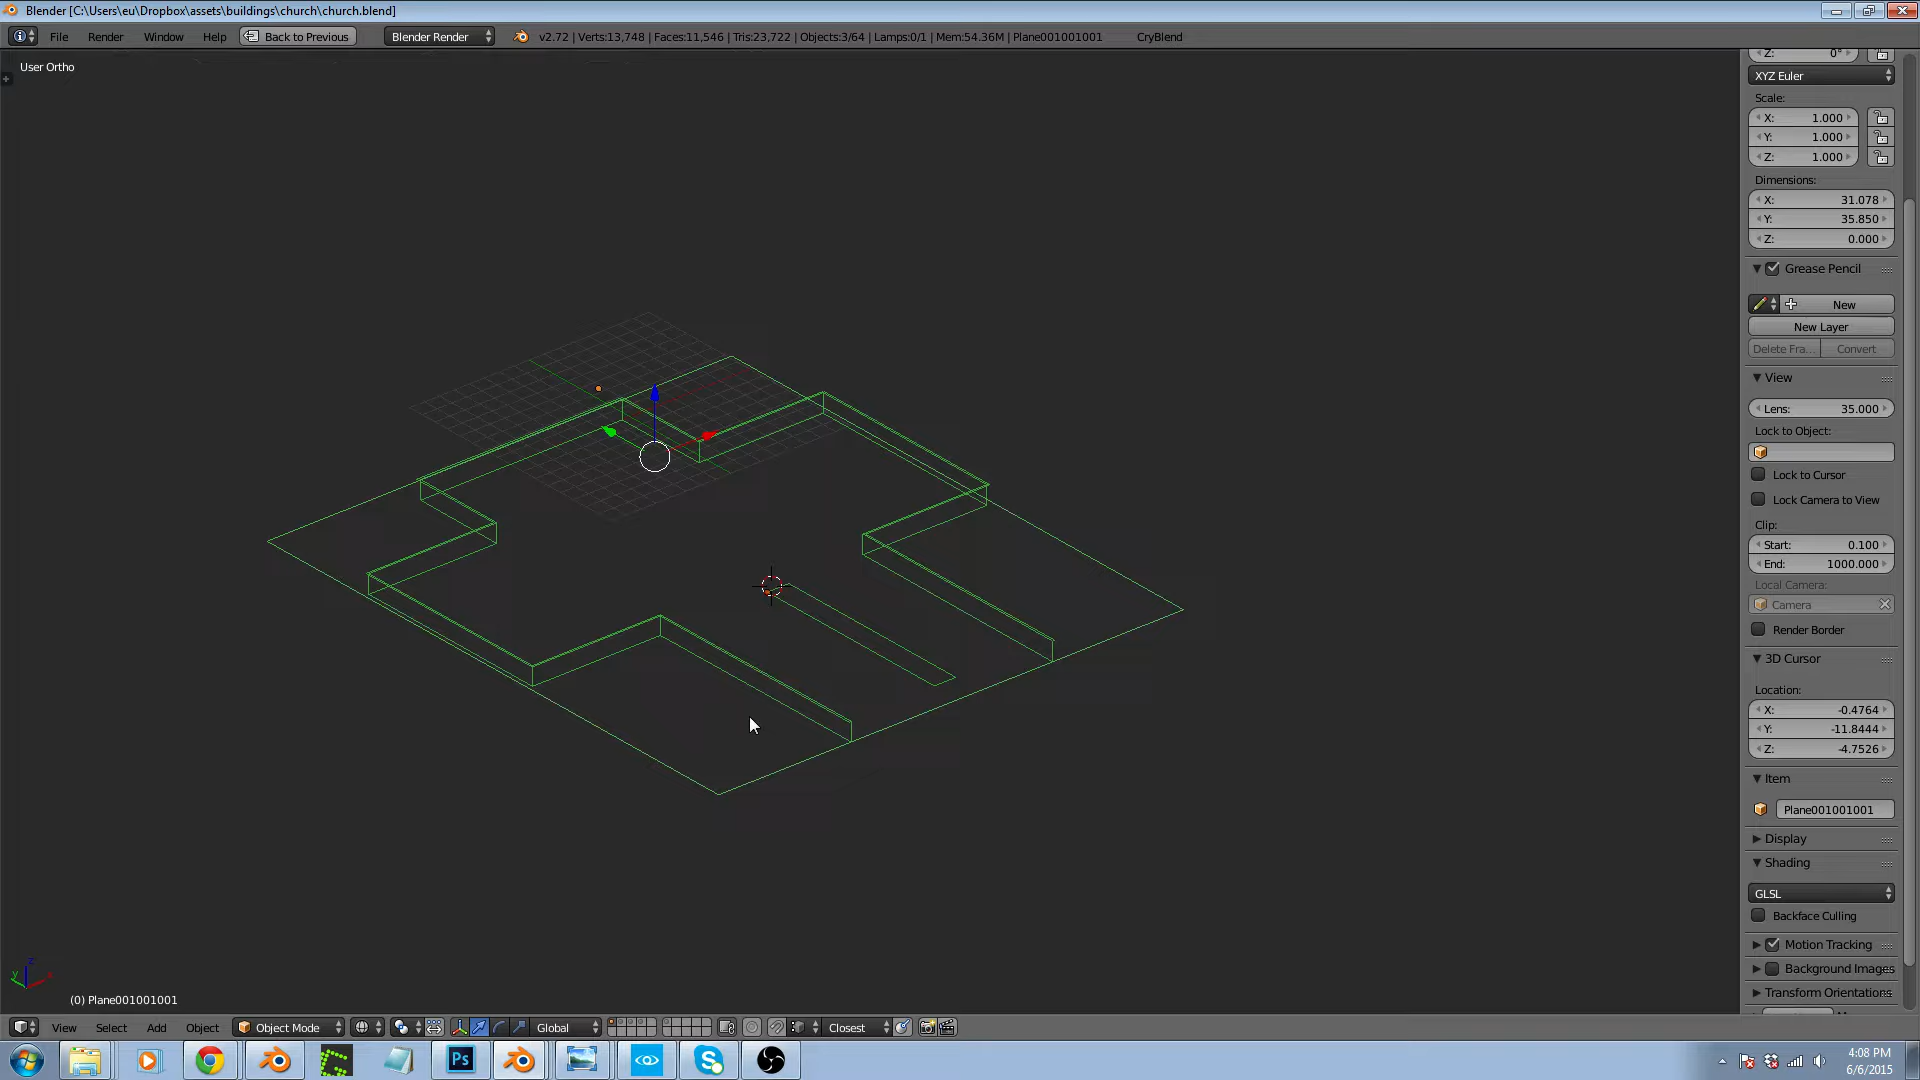 Blender [C:\Users\eu\Dropbox\assets\buildings\church\church.blend]
File Render Window Help Back to Previous Blender Render v2.72 | Verts:13,748 | Faces:11,546 | Tris:23,722 | Objects:3/64 | Lamps:0/1 | Mem:54.36M | Plane001001001 CryBlend
User Ortho
Z: 0°
XYZ Euler
Scale:
X: 1.000
Y: 1.000
Z: 1.000
Dimensions:
X: 31.078
Y: 35.850
Z: 0.000
Grease Pencil
New
New Layer
Delete Fra... Convert
View
Lens: 35.000
Lock to Object:
Lock to Cursor
Lock Camera to View
Clip:
Start: 0.100
End: 1000.000
Local Camera:
Camera
Render Border
3D Cursor
Location:
X: -0.4764
Y: -11.8444
Z: -4.7526
Item
Plane001001001
Display
Shading
GLSL
Backface Culling
Motion Tracking
Background Images
Transform Orientations
z
y
x
(0) Plane001001001
View Select Add Object Object Mode Global Closest
Ps
4:08 PM
6/6/2015